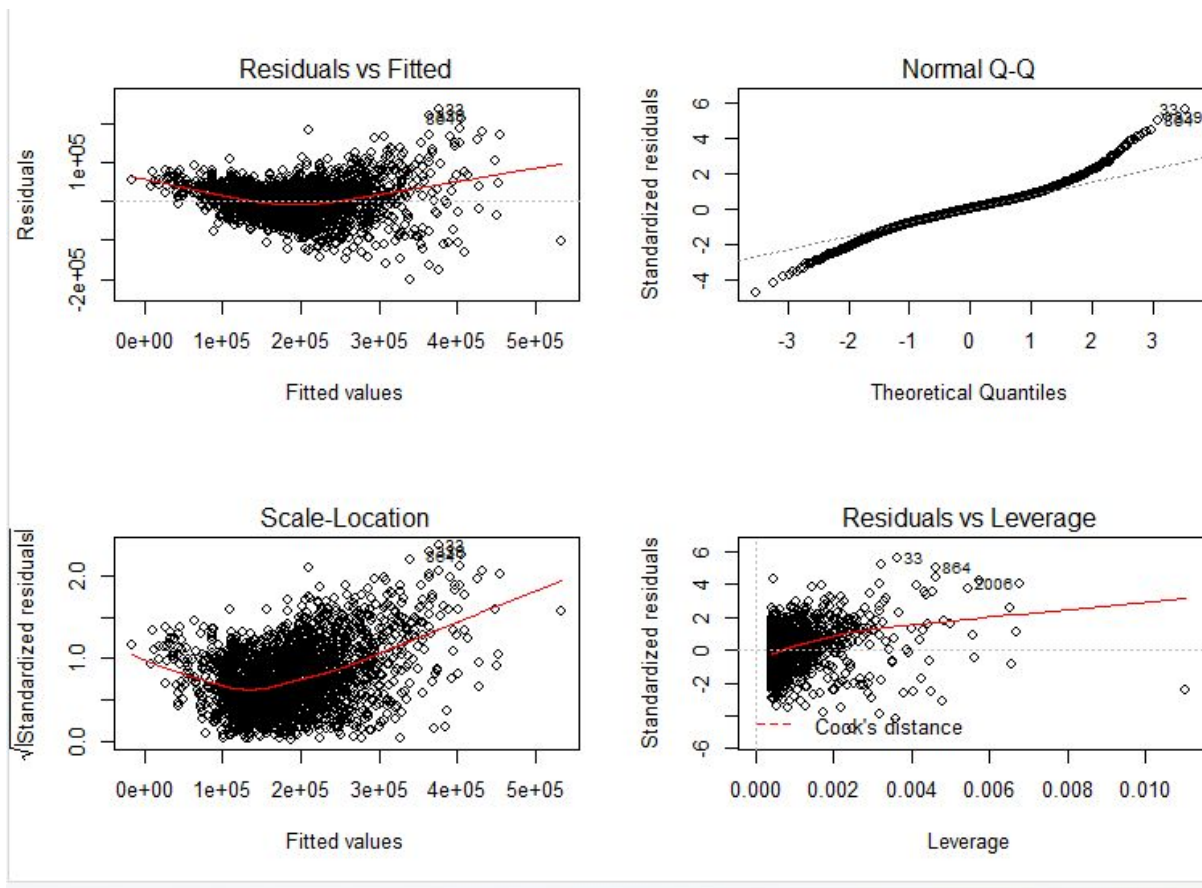 Residuals vs Fitted
Residuals
1e+05
-2e+05
33
0e+00 1e+05 2e+05 3e+05 4e+05 5e+05
Fitted values
Normal Q-Q
Standardized residuals
6
4
2
0
-2
-4
33
-3 -2 -1 0 1 2 3
Theoretical Quantiles
Scale-Location
√|Standardized residuals|
2.0
1.0
0.0
33
0e+00 1e+05 2e+05 3e+05 4e+05 5e+05
Fitted values
Residuals vs Leverage
Standardized residuals
6
4
2
0
-2
-6
33
864
2006
Cook's distance
0.000 0.002 0.004 0.006 0.008 0.010
Leverage